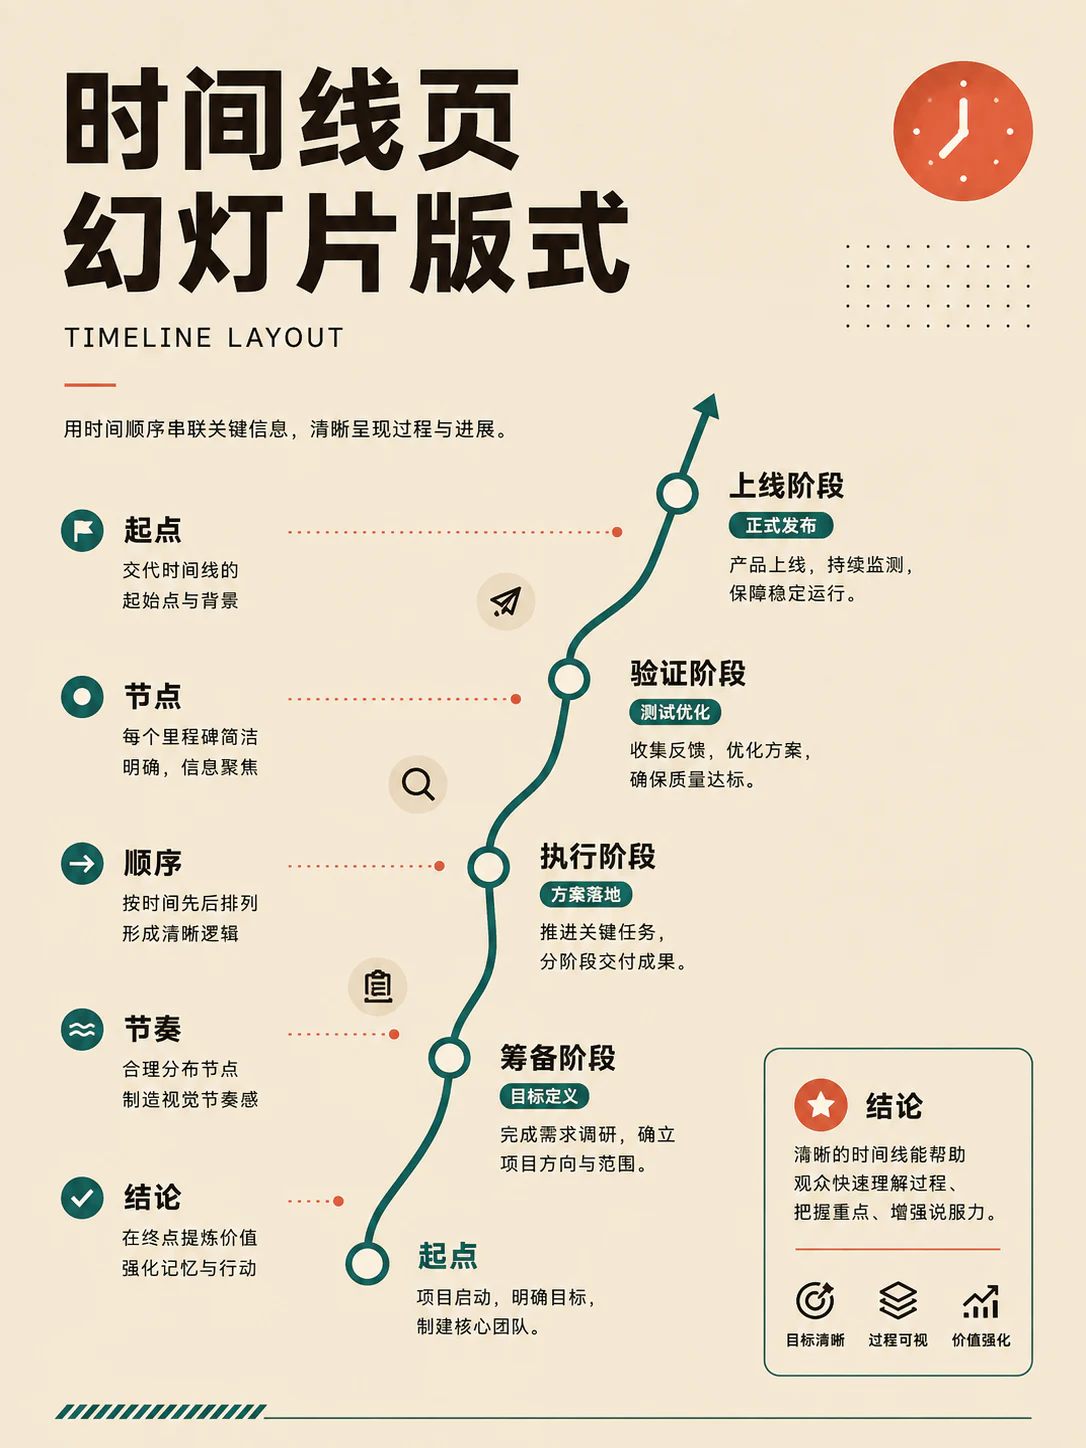 时间线页
幻灯片版式
TIMELINE LAYOUT
用时间顺序串联关键信息，清晰呈现过程与进展。
起点
交代时间线的
起始点与背景
节点
每个里程碑简洁
明确，信息聚焦
顺序
按时间先后排列
形成清晰逻辑
节奏
合理分布节点
制造视觉节奏感
结论
在终点提炼价值
强化记忆与行动
上线阶段
正式发布
产品上线，持续监测，
保障稳定运行。
验证阶段
测试优化
收集反馈，优化方案，
确保质量达标。
执行阶段
方案落地
推进关键任务，
分阶段交付成果。
筹备阶段
目标定义
完成需求调研，确立
项目方向与范围。
起点
项目启动，明确目标，
制建核心团队。
结论
清晰的时间线能帮助
观众快速理解过程、
把握重点、增强说服力。
目标清晰
过程可视
价值强化